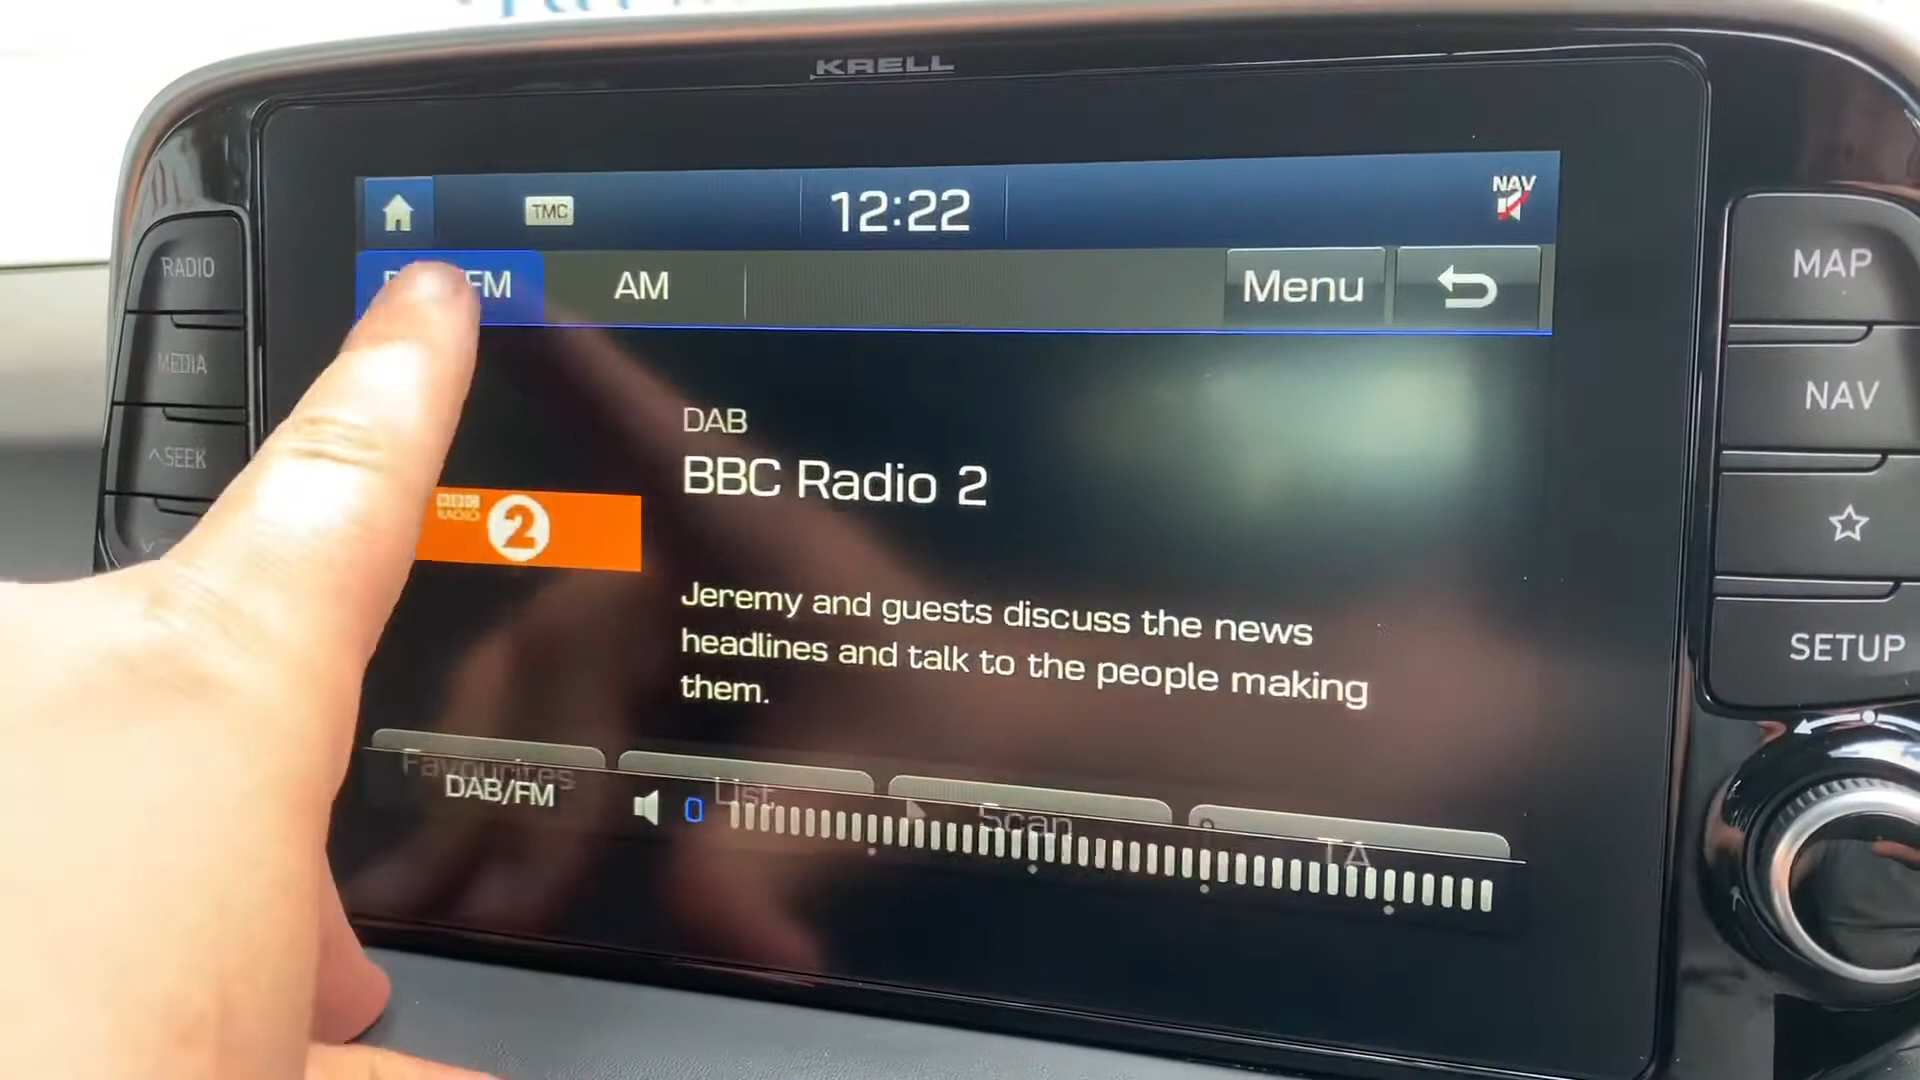 KRELL
TMC
12:22
NAV
FM
AM
Menu
RADIO
MEDIA
SEEK
DAB
BBC Radio 2
BBC
RADIO
2
Jeremy and guests discuss the news
headlines and talk to the people making
them.
Favourites
List
Scan
TA
DAB/FM
0
MAP
NAV
SETUP